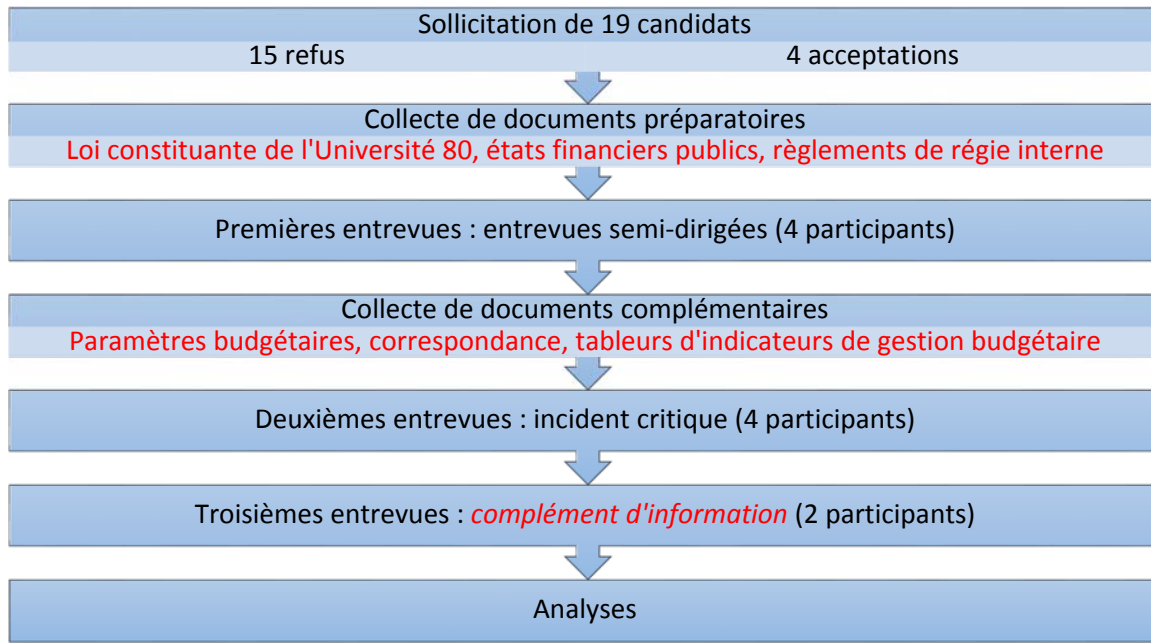 Sollicitation de 19 candidats
15 refus
4 acceptations
Collecte de documents préparatoires
Loi constituante de l'Université 80, états financiers publics, règlements de régie interne
Premières entrevues : entrevues semi-dirigées (4 participants)
Collecte de documents complémentaires
Paramètres budgétaires, correspondance, tableurs d'indicateurs de gestion budgétaire
Deuxièmes entrevues : incident critique (4 participants)
Troisièmes entrevues : complément d'information (2 participants)
Analyses